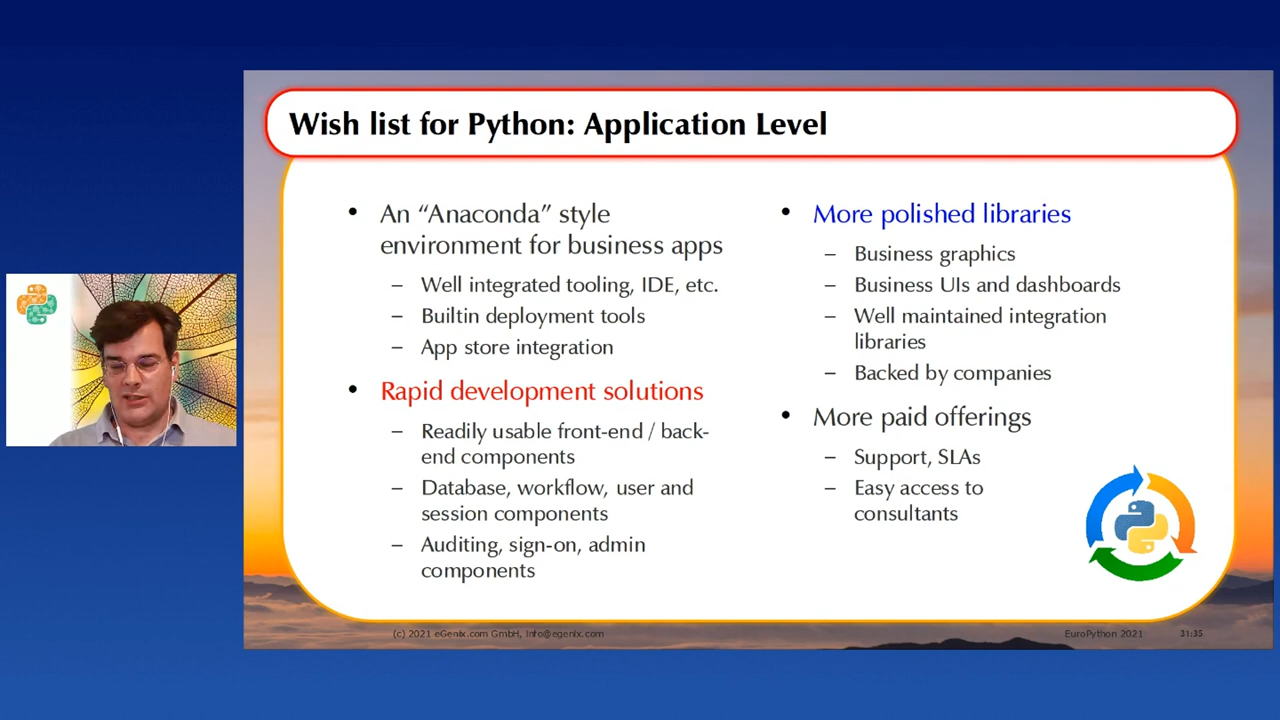 Wish list for Python: Application Level
• An “Anaconda” style
environment for business apps
– Well integrated tooling, IDE, etc.
– Builtin deployment tools
– App store integration
• Rapid development solutions
– Readily usable front-end / back-
end components
– Database, workflow, user and
session components
– Auditing, sign-on, admin
components
• More polished libraries
– Business graphics
– Business UIs and dashboards
– Well maintained integration
libraries
– Backed by companies
• More paid offerings
– Support, SLAs
– Easy access to
consultants
(c) 2021 eGenix.com GmbH, Info@egenix.com
EuroPython 2021
31:35